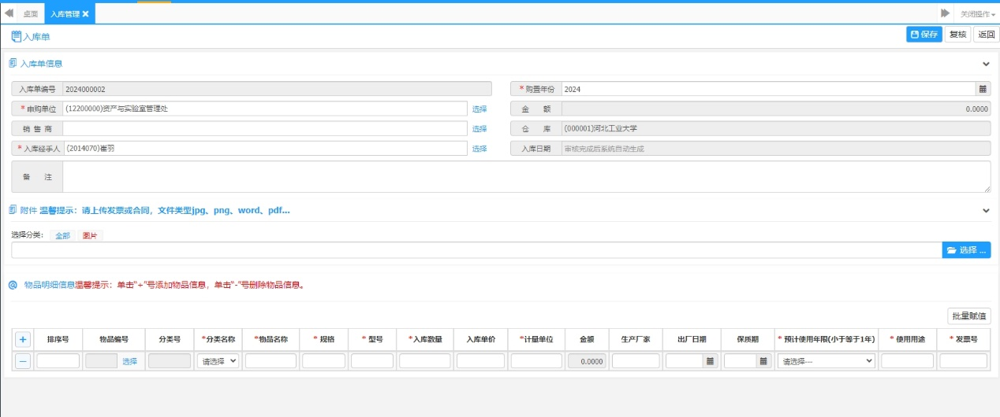 桌面 入库管理 ✖ 关闭操作
入库单 保存 复核 返回
入库单信息
入库单编号 2024000002 * 购置年份 2024
* 申购单位 (12200000)资产与实验室管理处 选择 金 额 0.0000
销 售 商 选择 仓 库 (000001)河北工业大学
* 入库经手人 (2014070)崔羽 选择 入库日期 审核完成后系统自动生成
备 注
附件 温馨提示：请上传发票或合同，文件类型jpg、png、word、pdf...
选择分类： 全部 图片
选择 ...
物品明细信息温馨提示：单击“+”号添加物品信息，单击“-”号删除物品信息。
批量赋值
+ 排序号 物品编号 分类号 *分类名称 *物品名称 * 规格 * 型号 *入库数量 入库单价 *计量单位 金额 生产厂家 出厂日期 保质期 * 预计使用年限(小于等于1年) * 使用用途 * 发票号
- 选择 请选择 0.0000 请选择---